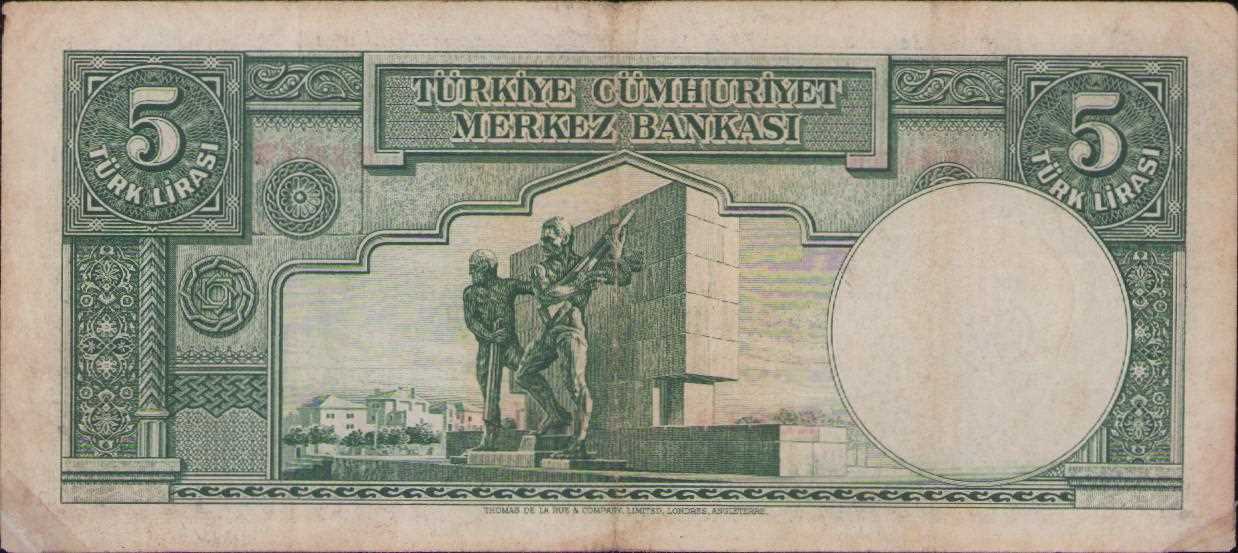 TÜRKİYE CÜMHURİYET
MERKEZ BANKASI
5
TÜRK LİRASI
5
TÜRK LİRASI
THOMAS DE LA RUE & COMPANY, LIMITED, LONDRES, ANGLETERRE.